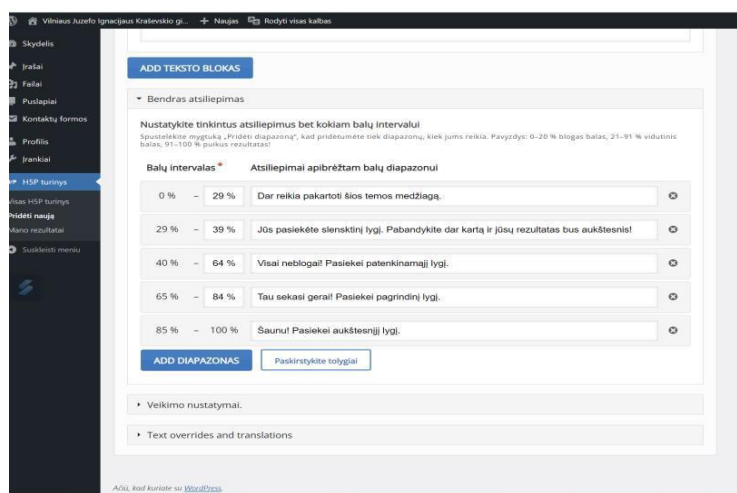 Vilniaus Juzefo Ignacijaus Kraševskio gi... + Naujas Rodyti visas kalbas
Skydelis
Įrašai
Failai
Puslapiai
Kontaktų formos
Profilis
Įrankiai
H5P turinys
Visas H5P turinys
Pridėti naują
Mano rezultatai
Suskleisti meniu
ADD TEKSTO BLOKAS
Bendras atsiliepimas
Nustatykite tinkintus atsiliepimus bet kokiam balų intervalui
Spustelėkite mygtuką „Pridėti diapazoną“, kad pridėtumėte tiek diapazonų, kiek jums reikia. Pavyzdys: 0–20 % blogas balas, 21–91 % vidutinis
balas, 91–100 % puikus rezultatas!
Balų intervalas * Atsiliepimai apibrėžtam balų diapazonui
0 % – 29 % Dar reikia pakartoti šios temos medžiagą.
29 % – 39 % Jūs pasiekėte slenkstinį lygį. Pabandykite dar kartą ir jūsų rezultatas bus aukštesnis!
40 % – 64 % Visai neblogai! Pasiekei patenkinamąjį lygį.
65 % – 84 % Tau sekasi gerai! Pasiekei pagrindinį lygį.
85 % – 100 % Šaunu! Pasiekei aukštesnįjį lygį.
ADD DIAPAZONAS Paskirstykite tolygiai
Veikimo nustatymai.
Text overrides and translations
Ačiū, kad kuriate su WordPress.